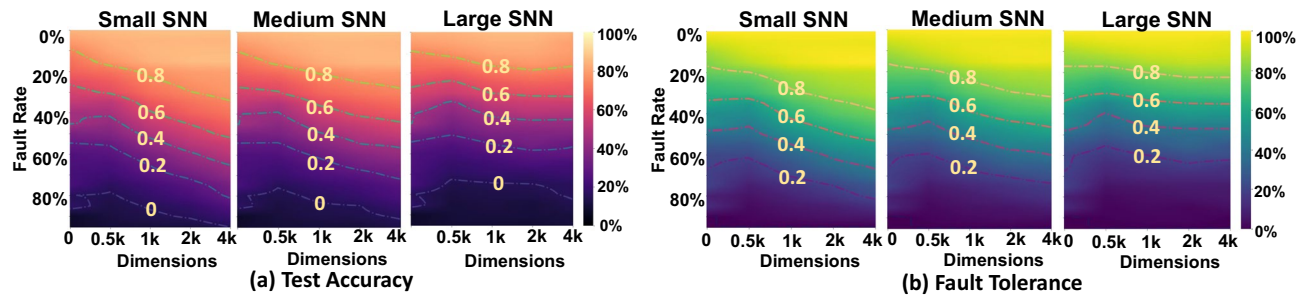 Small SNN Medium SNN Large SNN
0% 20% 40% 60% 80%
Fault Rate
0.8 0.6 0.4 0.2 0
0.8 0.6 0.4 0.2 0
0.8 0.6 0.4 0.2 0
100% 80% 60% 40% 20% 0%
0 0.5k 1k 2k 4k
0.5k 1k 2k 4k
0.5k 1k 2k 4k
Dimensions Dimensions Dimensions
(a) Test Accuracy
Small SNN Medium SNN Large SNN
0% 20% 40% 60% 80%
Fault Rate
0.8 0.6 0.4 0.2
0.8 0.6 0.4 0.2
0.8 0.6 0.4 0.2
100% 80% 60% 40% 20% 0%
0 0.5k 1k 2k 4k
0 0.5k 1k 2k 4k
0 0.5k 1k 2k 4k
Dimensions Dimensions Dimensions
(b) Fault Tolerance